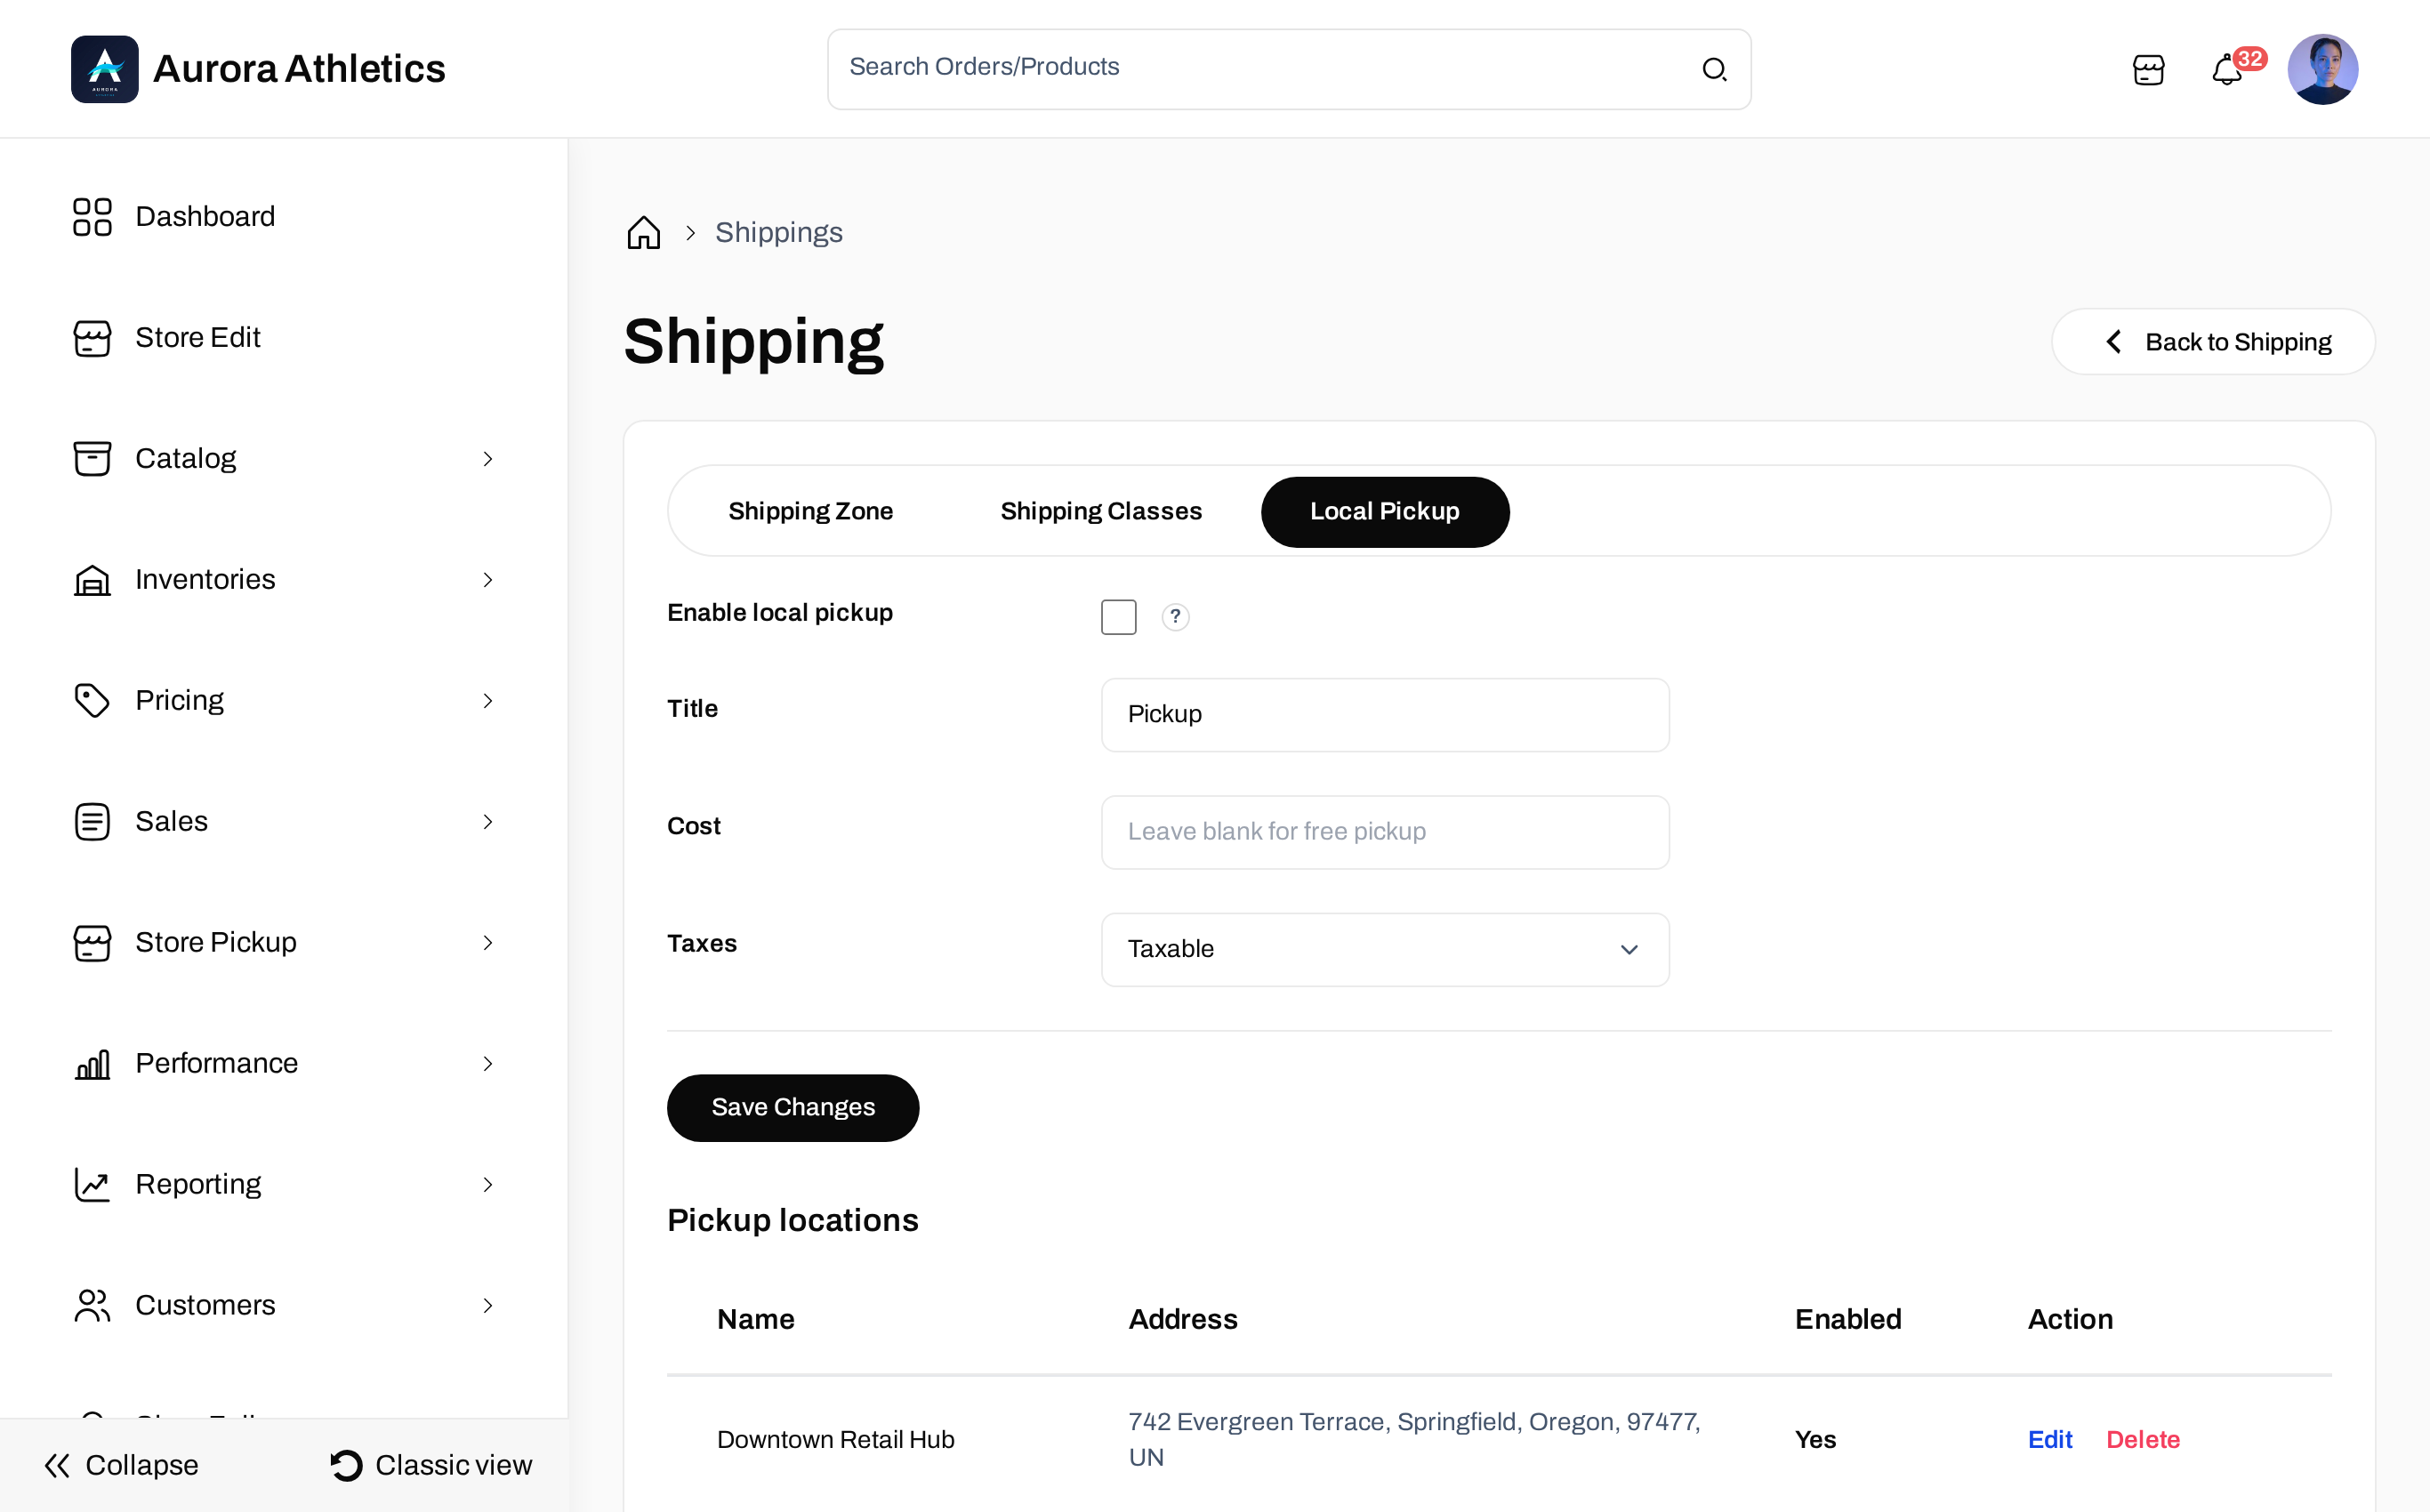 Aurora Athletics
Search Orders/Products
32
AURORA
Dashboard
Store Edit
Catalog
Inventories
Pricing
Sales
Store Pickup
Performance
Reporting
Customers
Collapse
Classic view
Shippings
Shipping
Back to Shipping
Shipping Zone
Shipping Classes
Local Pickup
Enable local pickup
?
Title
Pickup
Cost
Leave blank for free pickup
Taxes
Taxable
Save Changes
Pickup locations
Name Address Enabled Action
Downtown Retail Hub
742 Evergreen Terrace, Springfield, Oregon, 97477,
UN
Yes
Edit Delete